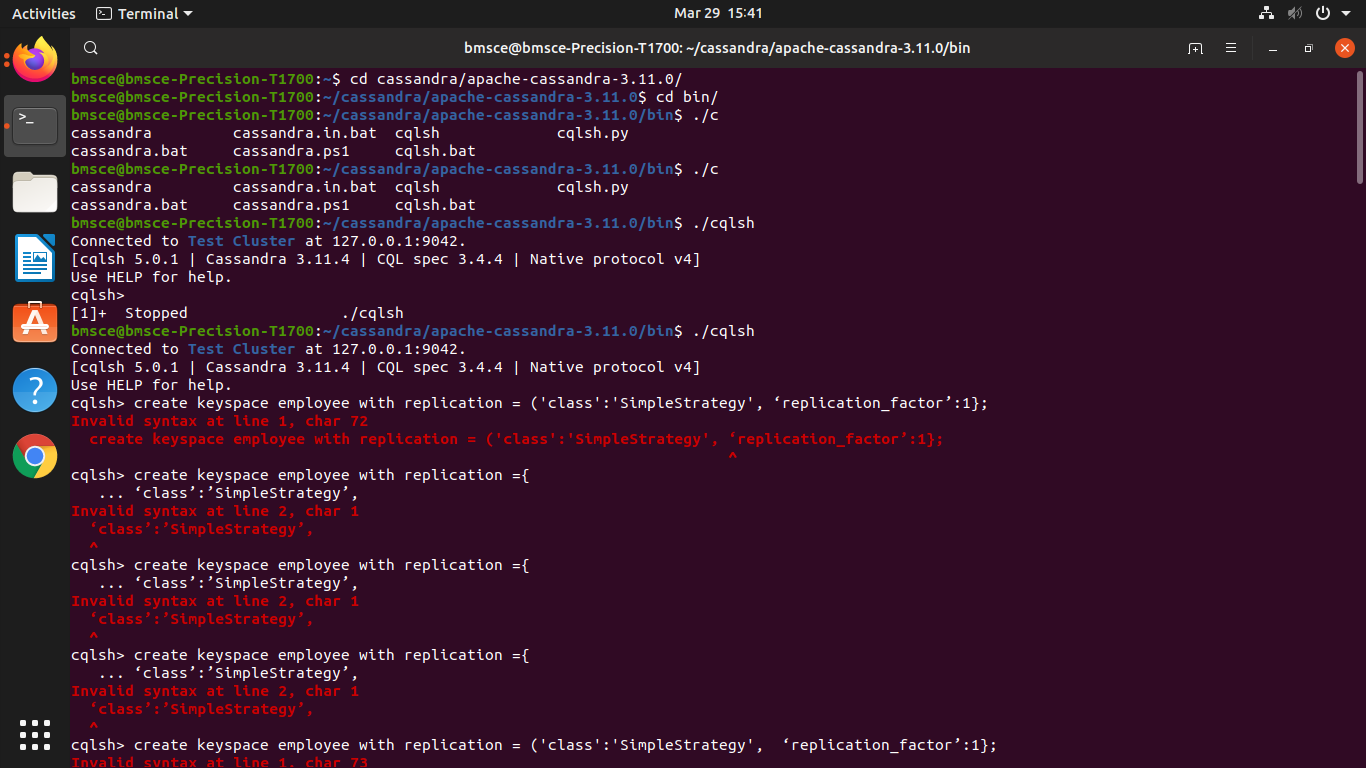 Activities Terminal Mar 29 15:41
bmsce@bmsce-Precision-T1700: ~/cassandra/apache-cassandra-3.11.0/bin
bmsce@bmsce-Precision-T1700:~$ cd cassandra/apache-cassandra-3.11.0/
bmsce@bmsce-Precision-T1700:~/cassandra/apache-cassandra-3.11.0$ cd bin/
bmsce@bmsce-Precision-T1700:~/cassandra/apache-cassandra-3.11.0/bin$ ./c
cassandra cassandra.in.bat cqlsh cqlsh.py
cassandra.bat cassandra.ps1 cqlsh.bat
bmsce@bmsce-Precision-T1700:~/cassandra/apache-cassandra-3.11.0/bin$ ./c
cassandra cassandra.in.bat cqlsh cqlsh.py
cassandra.bat cassandra.ps1 cqlsh.bat
bmsce@bmsce-Precision-T1700:~/cassandra/apache-cassandra-3.11.0/bin$ ./cqlsh
Connected to Test Cluster at 127.0.0.1:9042.
[cqlsh 5.0.1 | Cassandra 3.11.4 | CQL spec 3.4.4 | Native protocol v4]
Use HELP for help.
cqlsh>
[1]+ Stopped ./cqlsh
bmsce@bmsce-Precision-T1700:~/cassandra/apache-cassandra-3.11.0/bin$ ./cqlsh
Connected to Test Cluster at 127.0.0.1:9042.
[cqlsh 5.0.1 | Cassandra 3.11.4 | CQL spec 3.4.4 | Native protocol v4]
Use HELP for help.
cqlsh> create keyspace employee with replication = ('class':'SimpleStrategy', ‘replication_factor’:1};
Invalid syntax at line 1, char 72
create keyspace employee with replication = ('class':'SimpleStrategy', ‘replication_factor’:1};
^
cqlsh> create keyspace employee with replication ={
... ‘class’:’SimpleStrategy’,
Invalid syntax at line 2, char 1
‘class’:’SimpleStrategy’,
^
cqlsh> create keyspace employee with replication ={
... ‘class’:’SimpleStrategy’,
Invalid syntax at line 2, char 1
‘class’:’SimpleStrategy’,
^
cqlsh> create keyspace employee with replication ={
... ‘class’:’SimpleStrategy’,
Invalid syntax at line 2, char 1
‘class’:’SimpleStrategy’,
^
cqlsh> create keyspace employee with replication = ('class':'SimpleStrategy', ‘replication_factor’:1};
Invalid syntax at line 1, char 73